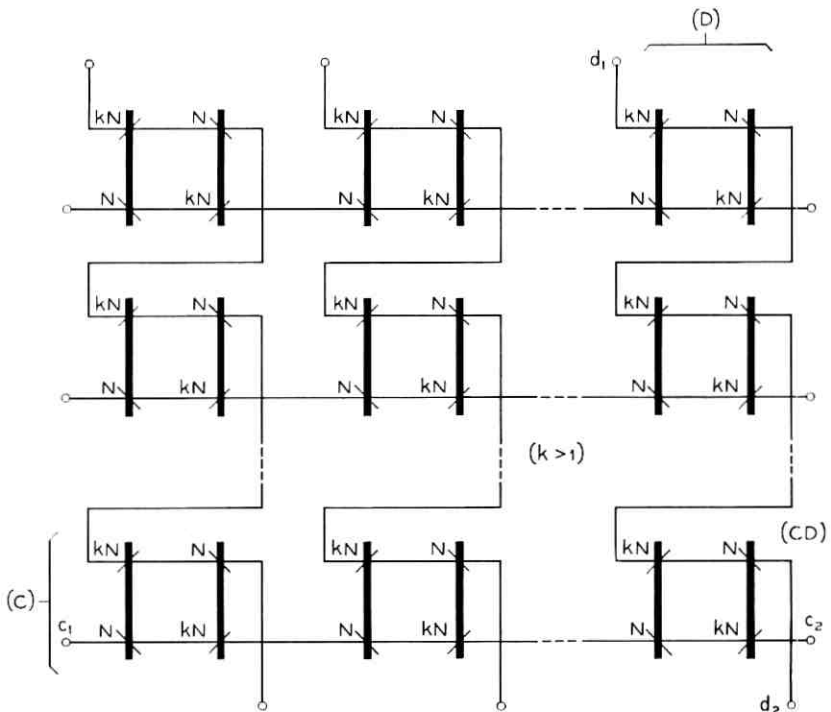 (D)
d₁
kN N kN N kN N
N kN N kN N kN
kN N kN N kN N
N kN N kN N kN
(k >1)
kN N kN N kN N (CD)
(C)
c₁ N kN N kN N kN c₂
d₂